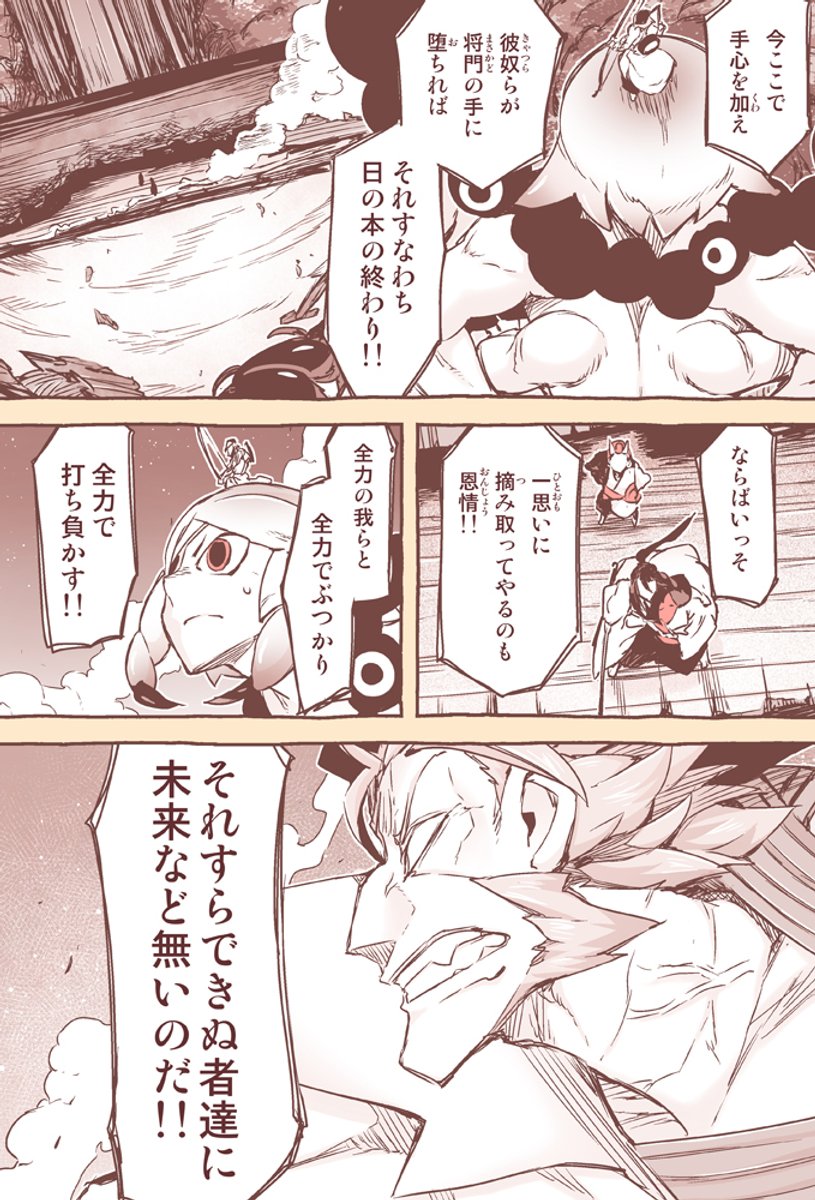 今ここで
手心を加え
彼奴らが
将門の手に
堕ちれば
それすなわち
日の本の終わり!!
ならばいっそ
一思いに
摘み取ってやるのも
恩情!!
全力の我らと
全力でぶつかり
全力で
打ち負かす!!
それすらできぬ者達に
未来など無いのだ!!